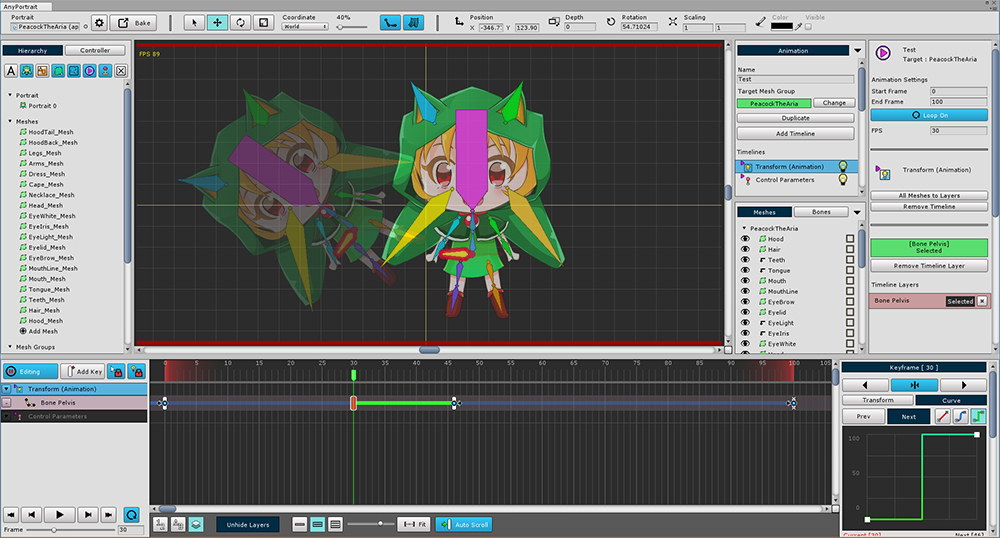 AnyPortrait
Portrait
PeacockTheAria (ap
Bake
Coordinate
World
40%
Position
X -346.7
Y 123.90
Depth
0
Rotation
54.71024
Scaling
1
1
Color
Visible
Hierarchy
Controller
Portrait
Portrait 0
Meshes
HoodTail_Mesh
HoodBack_Mesh
Legs_Mesh
Arms_Mesh
Dress_Mesh
Cape_Mesh
Necklace_Mesh
Head_Mesh
EyeWhite_Mesh
EyeIris_Mesh
EyeLight_Mesh
Eyelid_Mesh
EyeBrow_Mesh
MouthLine_Mesh
Mouth_Mesh
Tongue_Mesh
Teeth_Mesh
Hair_Mesh
Hood_Mesh
Add Mesh
Mesh Groups
FPS 89
Animation
Name
Test
Target Mesh Group
PeacockTheAria
Change
Duplicate
Add Timeline
Timelines
Transform (Animation)
Control Parameters
Meshes
Bones
PeacockTheAria
Hood
Hair
Teeth
Tongue
Mouth
MouthLine
EyeBrow
Eyelid
EyeLight
EyeIris
EyeWhite
Test
Target : PeacockTheAria
Animation Settings
Start Frame 0
End Frame 100
Loop On
FPS 30
Transform (Animation)
All Meshes to Layers
Remove Timeline
[Bone Pelvis]
Selected
Remove Timeline Layer
Timeline Layers
Bone Pelvis
Selected
Editing
Add Key
0 5 10 15 20 25 30 35 40 45 50 55 60 65 70 75 80 85 90 95 100 105
Transform (Animation)
Bone Pelvis
Control Parameters
Frame
30
Unhide Layers
Fit
Auto Scroll
Keyframe [ 30 ]
Transform
Curve
Prev
Next
100
50
0
Current [30]
Next [46]